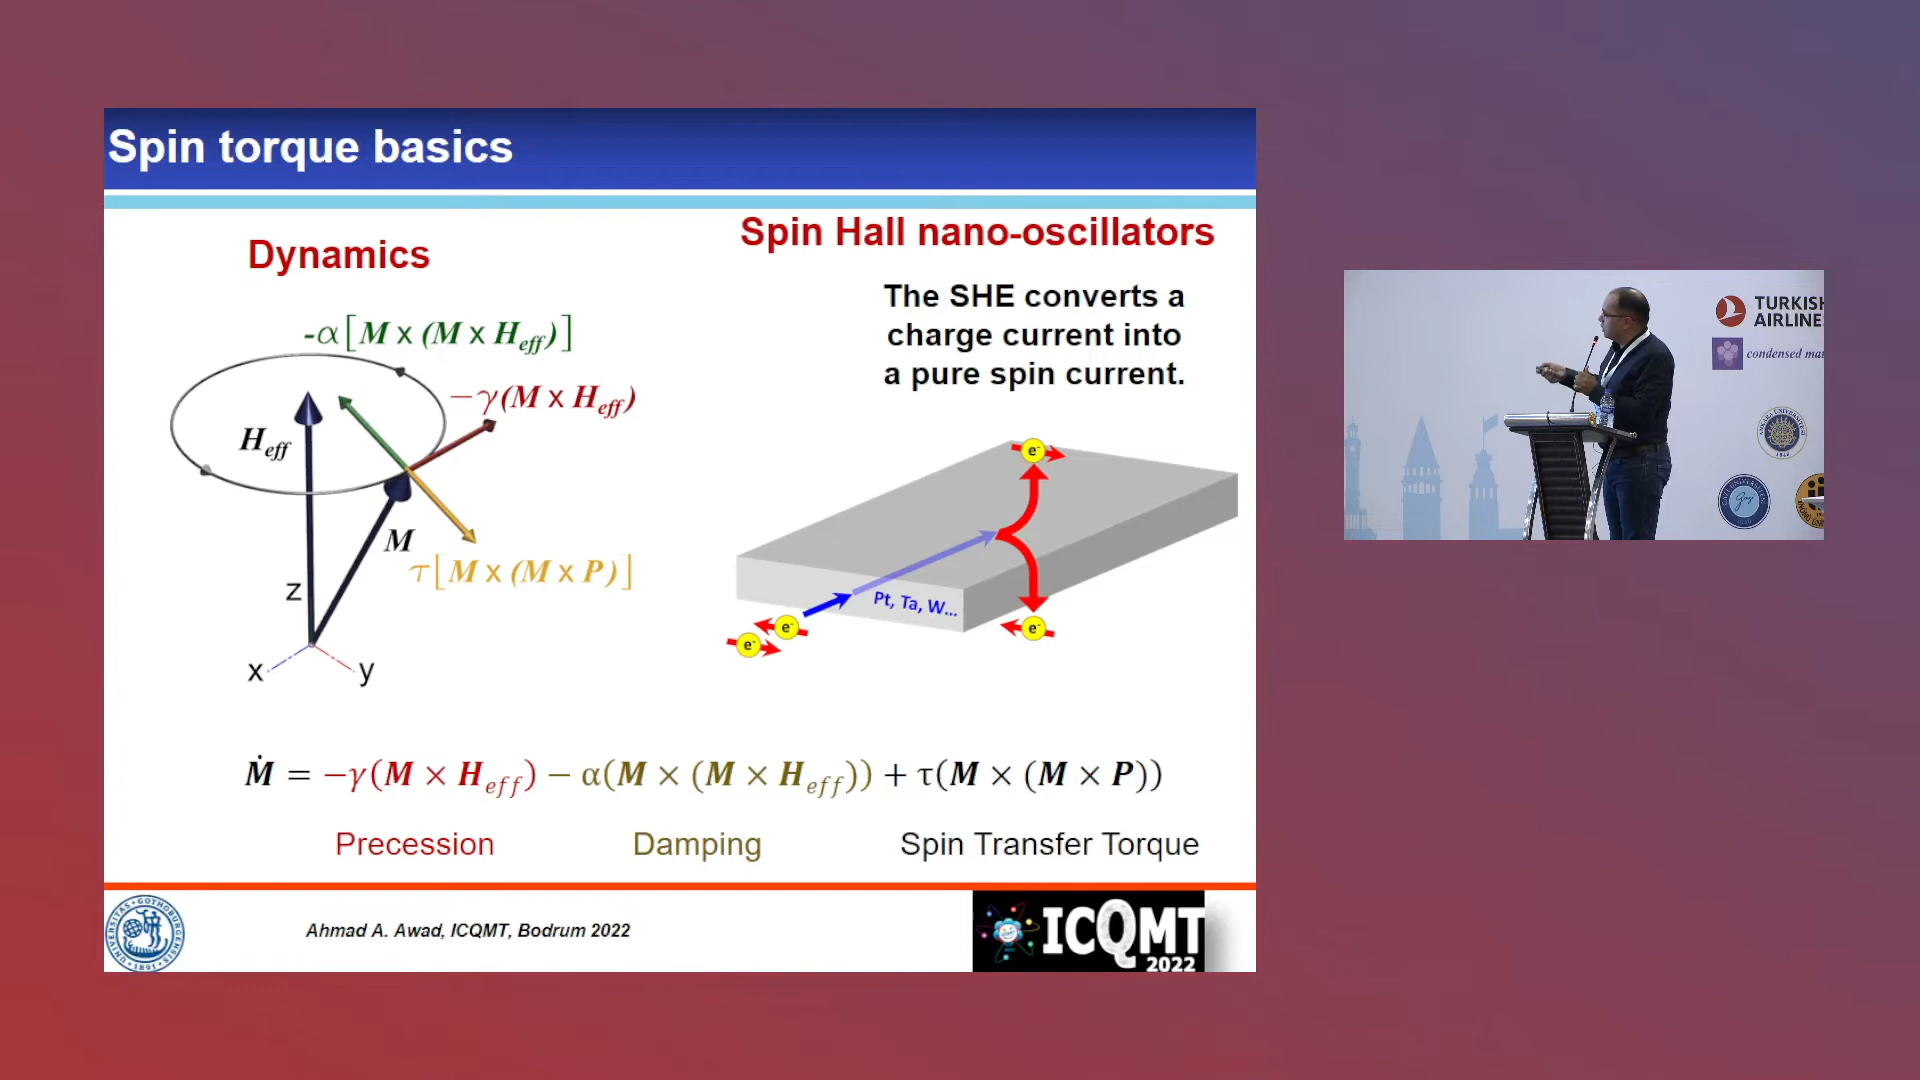 Spin torque basics
Dynamics
-α[M x (M x Heff)]
−γ(M x Heff)
Heff
M
τ[M x (M x P)]
z
x
y
Spin Hall nano-oscillators
The SHE converts a
charge current into
a pure spin current.
e-
Pt, Ta, W...
e-
e-
e-
Ṁ = −γ(M × Heff) − α(M × (M × Heff)) + τ(M × (M × P))
Precession
Damping
Spin Transfer Torque
Ahmad A. Awad, ICQMT, Bodrum 2022
ICQMT
2022
TURKISH
AIRLINE
condensed